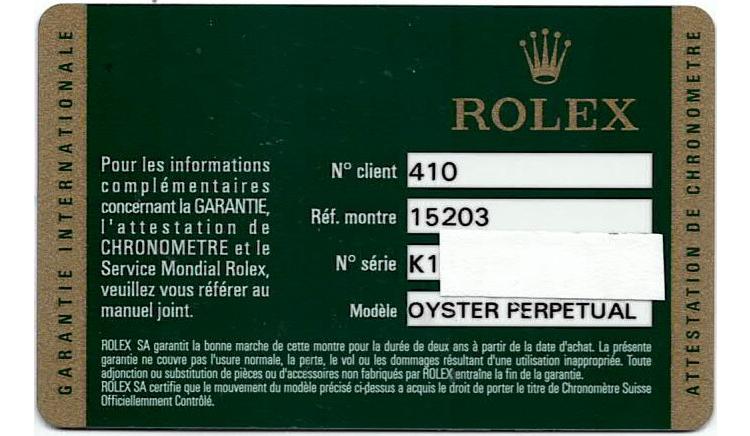 GARANTIE INTERNATIONALE
ROLEX
ATTESTATION DE CHRONOMETRE
Pour les informations
complémentaires
concernant la GARANTIE,
l'attestation de
CHRONOMETRE et le
Service Mondial Rolex,
veuillez vous référer au
manuel joint.
N° client 410
Réf. montre 15203
N° série K1
Modèle OYSTER PERPETUAL
ROLEX SA garantit la bonne marche de cette montre pour la durée de deux ans à partir de la date d'achat. La présente
garantie ne couvre pas l'usure normale, la perte, le vol ou les dommages résultant d'une utilisation inappropriée. Toute
adjonction ou substitution de pièces ou d'accessoires non fabriqués par ROLEX entraîne la fin de la garantie.
ROLEX SA certifie que le mouvement du modèle précisé ci-dessus a acquis le droit de porter le titre de Chronomètre Suisse
Officiellement Contrôlé.